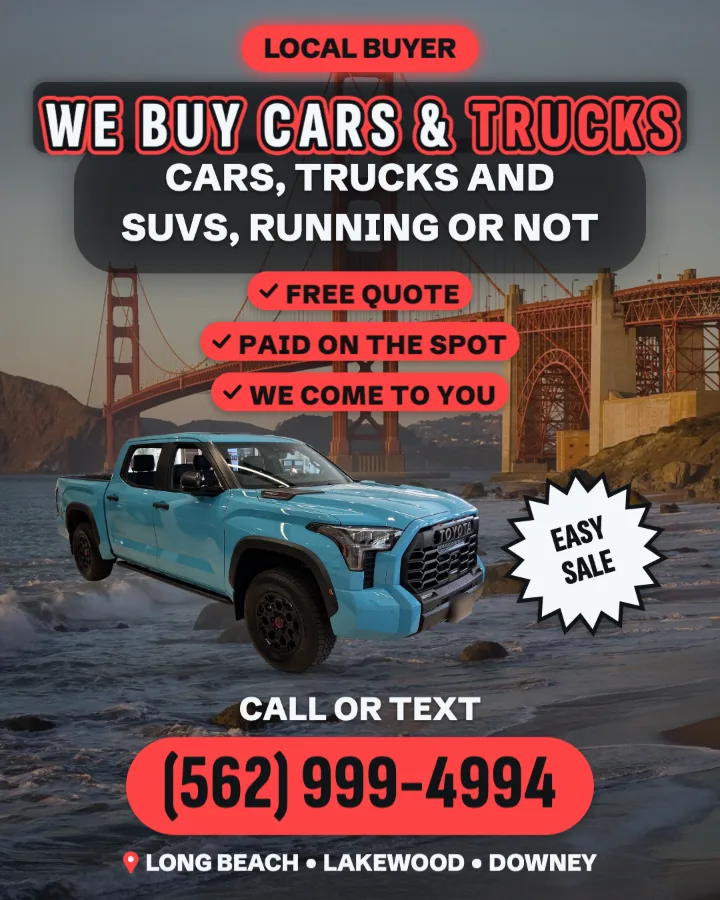 LOCAL BUYER
WE BUY CARS & TRUCKS
CARS, TRUCKS AND
SUVS, RUNNING OR NOT
✓ FREE QUOTE
✓ PAID ON THE SPOT
✓ WE COME TO YOU
TOYOTA
EASY
SALE
CALL OR TEXT
(562) 999-4994
📍 LONG BEACH • LAKEWOOD • DOWNEY